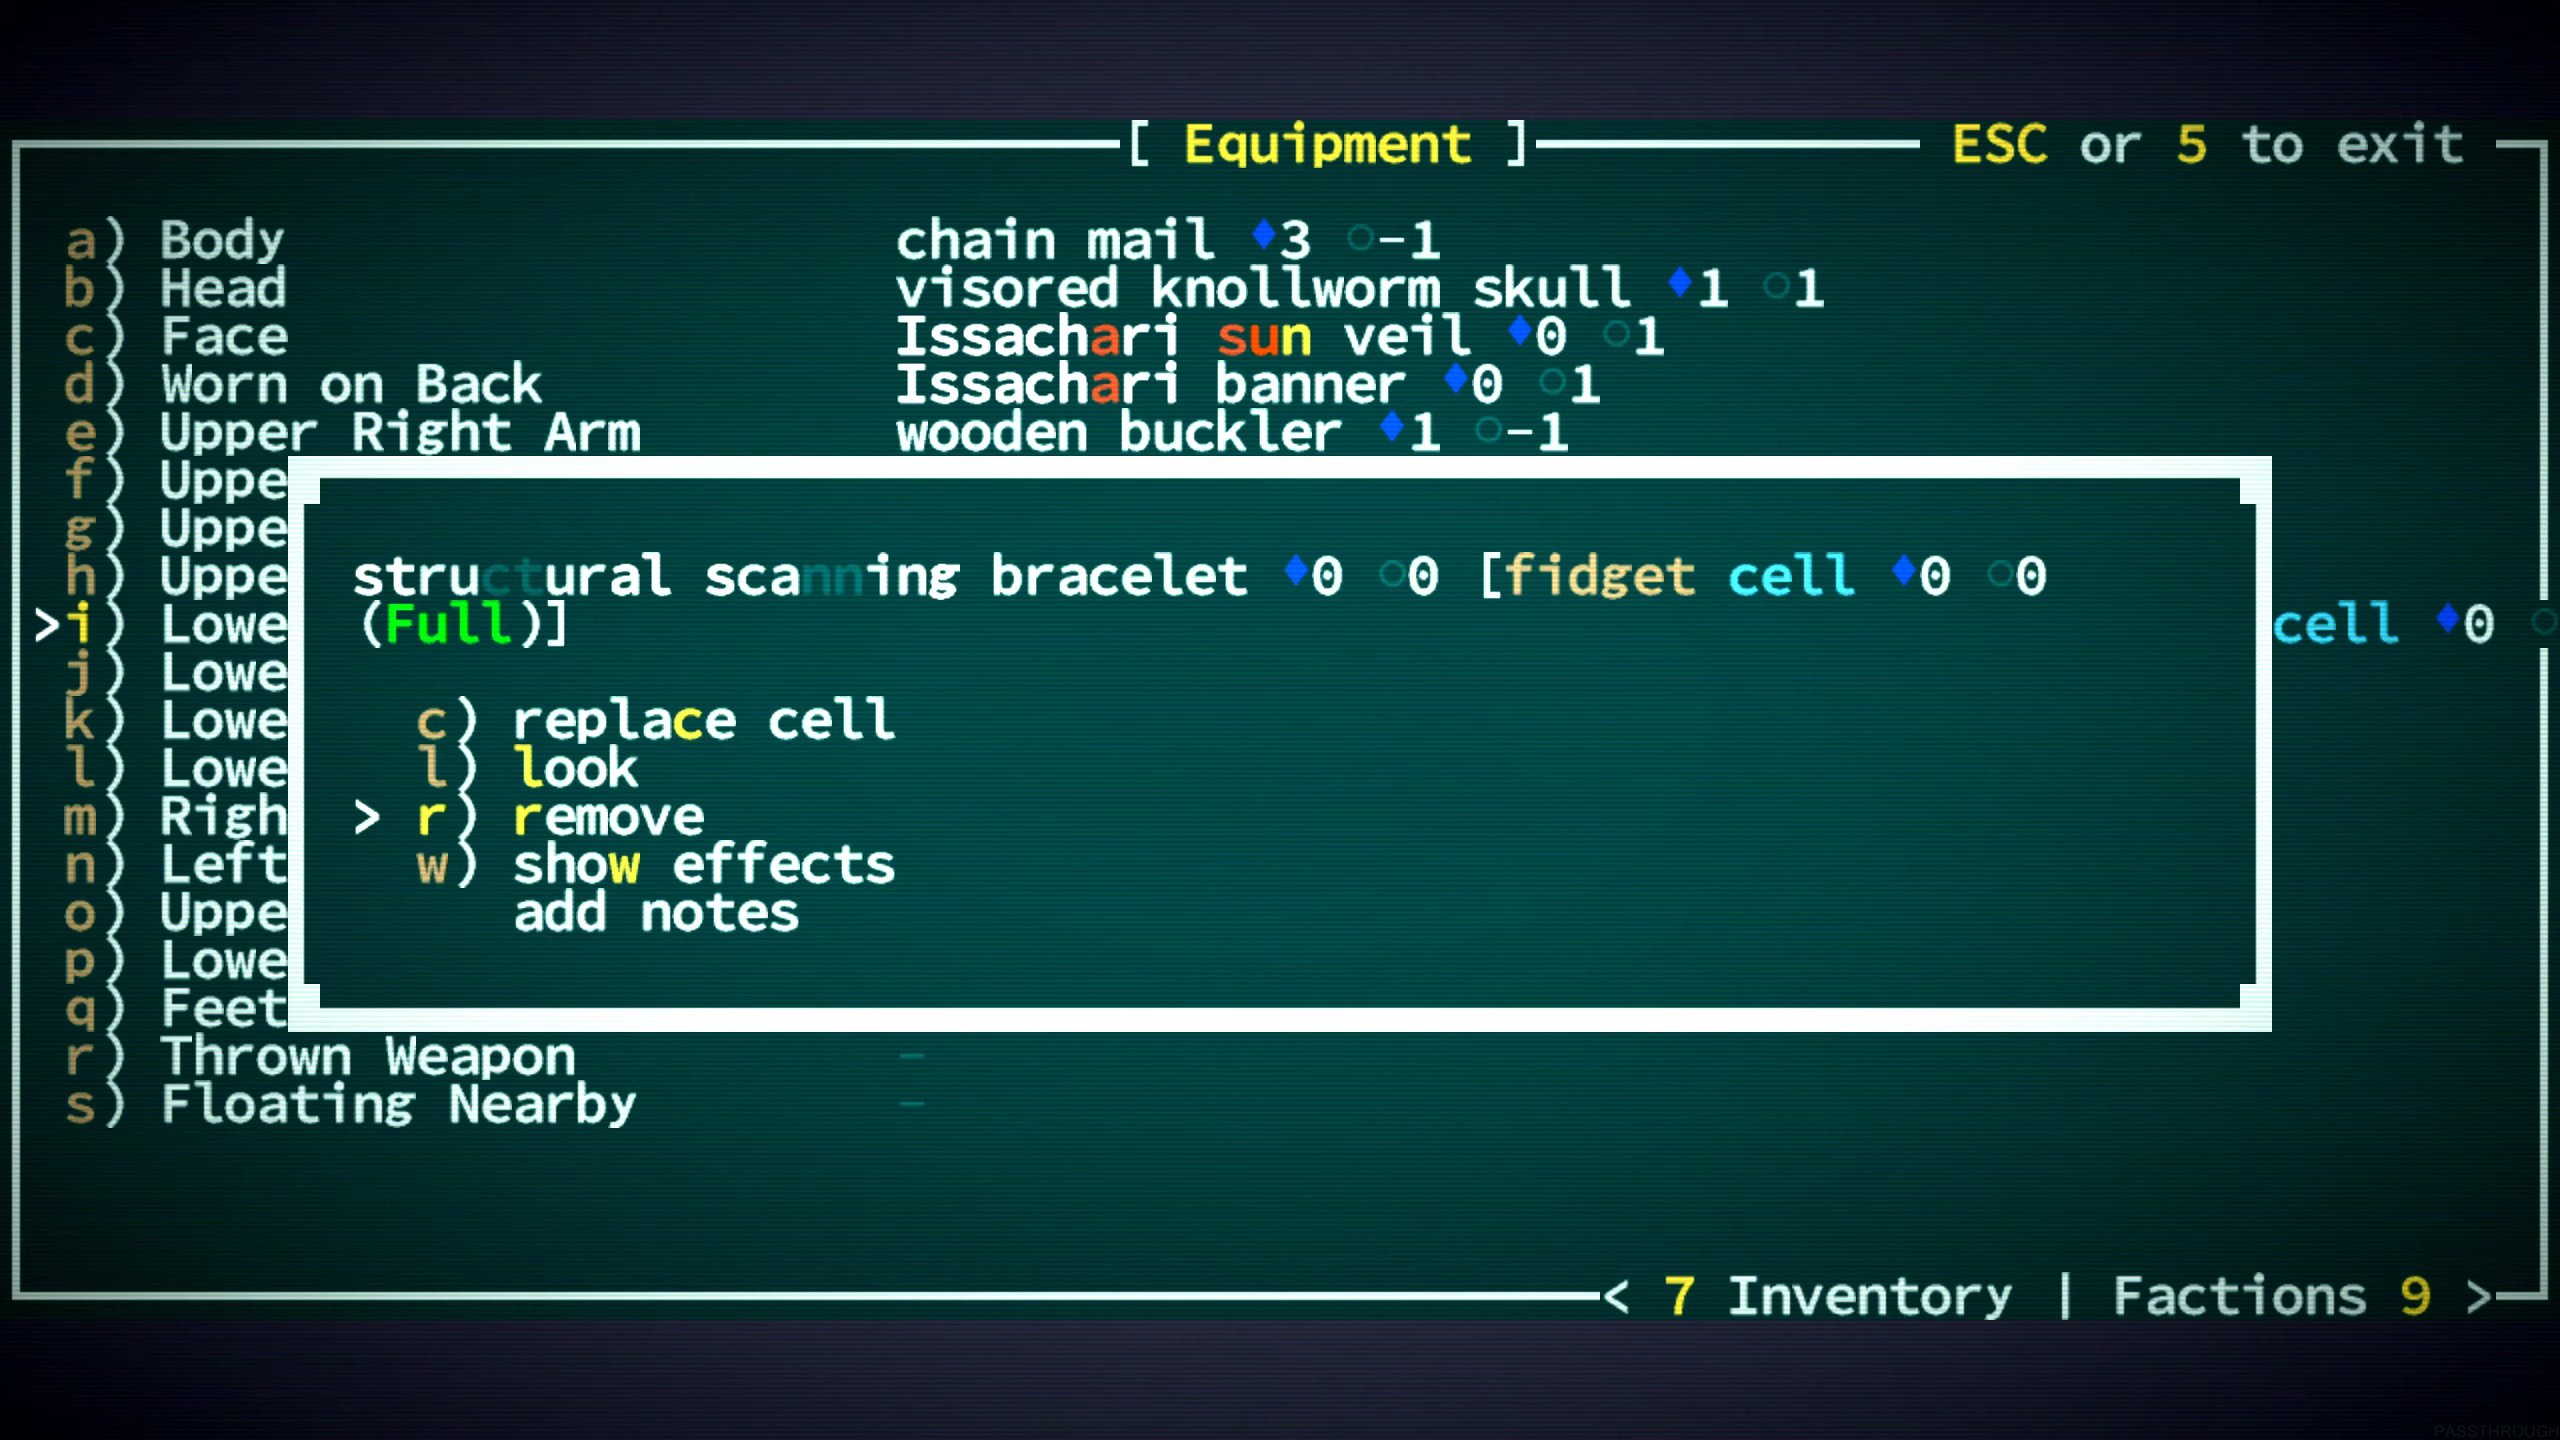 [ Equipment ] ESC or 5 to exit
a) Body chain mail ♦3 ○-1
b) Head visored knollworm skull ♦1 ○1
c) Face Issachari sun veil ♦0 ○1
d) Worn on Back Issachari banner ♦0 ○1
e) Upper Right Arm wooden buckler ♦1 ○-1
f) Uppe
g) Uppe
h) Uppe
structural scanning bracelet ♦0 ○0 [fidget cell ♦0 ○0
>i) Lowe cell ♦0 ○
(Full)]
j) Lowe
k) Lowe
c) replace cell
l) Lowe
l) look
m) Righ
> r) remove
n) Left
w) show effects
o) Uppe
add notes
p) Lowe
q) Feet
r) Thrown Weapon -
s) Floating Nearby -
< 7 Inventory | Factions 9 >
PASSTHROUGH